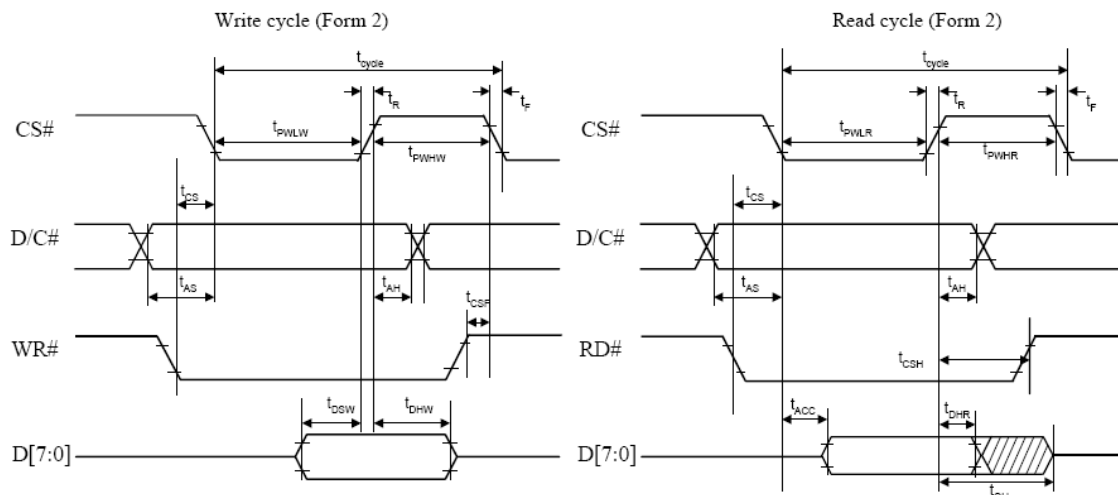 Write cycle (Form 2)
tcycle
tR
tF
CS#
tPWLW
tPWHW
tCS
D/C#
tAS
tAH
tCSF
WR#
tDSW
tDHW
D[7:0]
Read cycle (Form 2)
tcycle
tR
tF
CS#
tPWLR
tPWHR
tCS
D/C#
tAS
tAH
RD#
tCSH
tACC
tDHR
D[7:0]